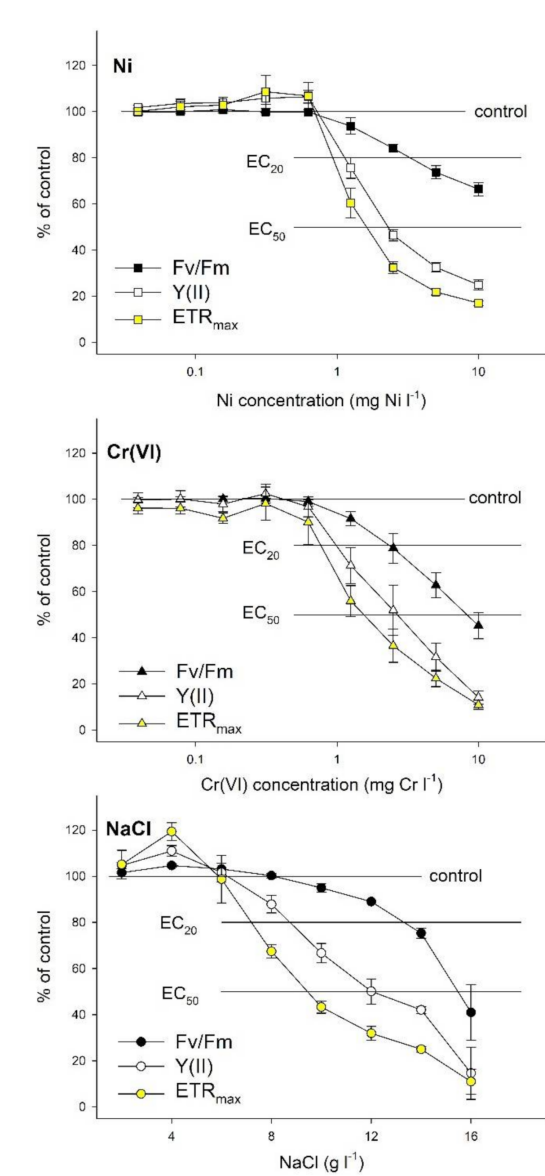 Ni
120
100
80
60
40
20
0
% of control
control
EC20
EC50
Fv/Fm
Y(II)
ETRmax
0.1 1 10
Ni concentration (mg Ni l-1)
Cr(VI)
120
100
80
60
40
20
0
% of control
control
EC20
EC50
Fv/Fm
Y(II)
ETRmax
0.1 1 10
Cr(VI) concentration (mg Cr l-1)
NaCl
120
100
80
60
40
20
0
% of control
control
EC20
EC50
Fv/Fm
Y(II)
ETRmax
4 8 12 16
NaCl (g l-1)